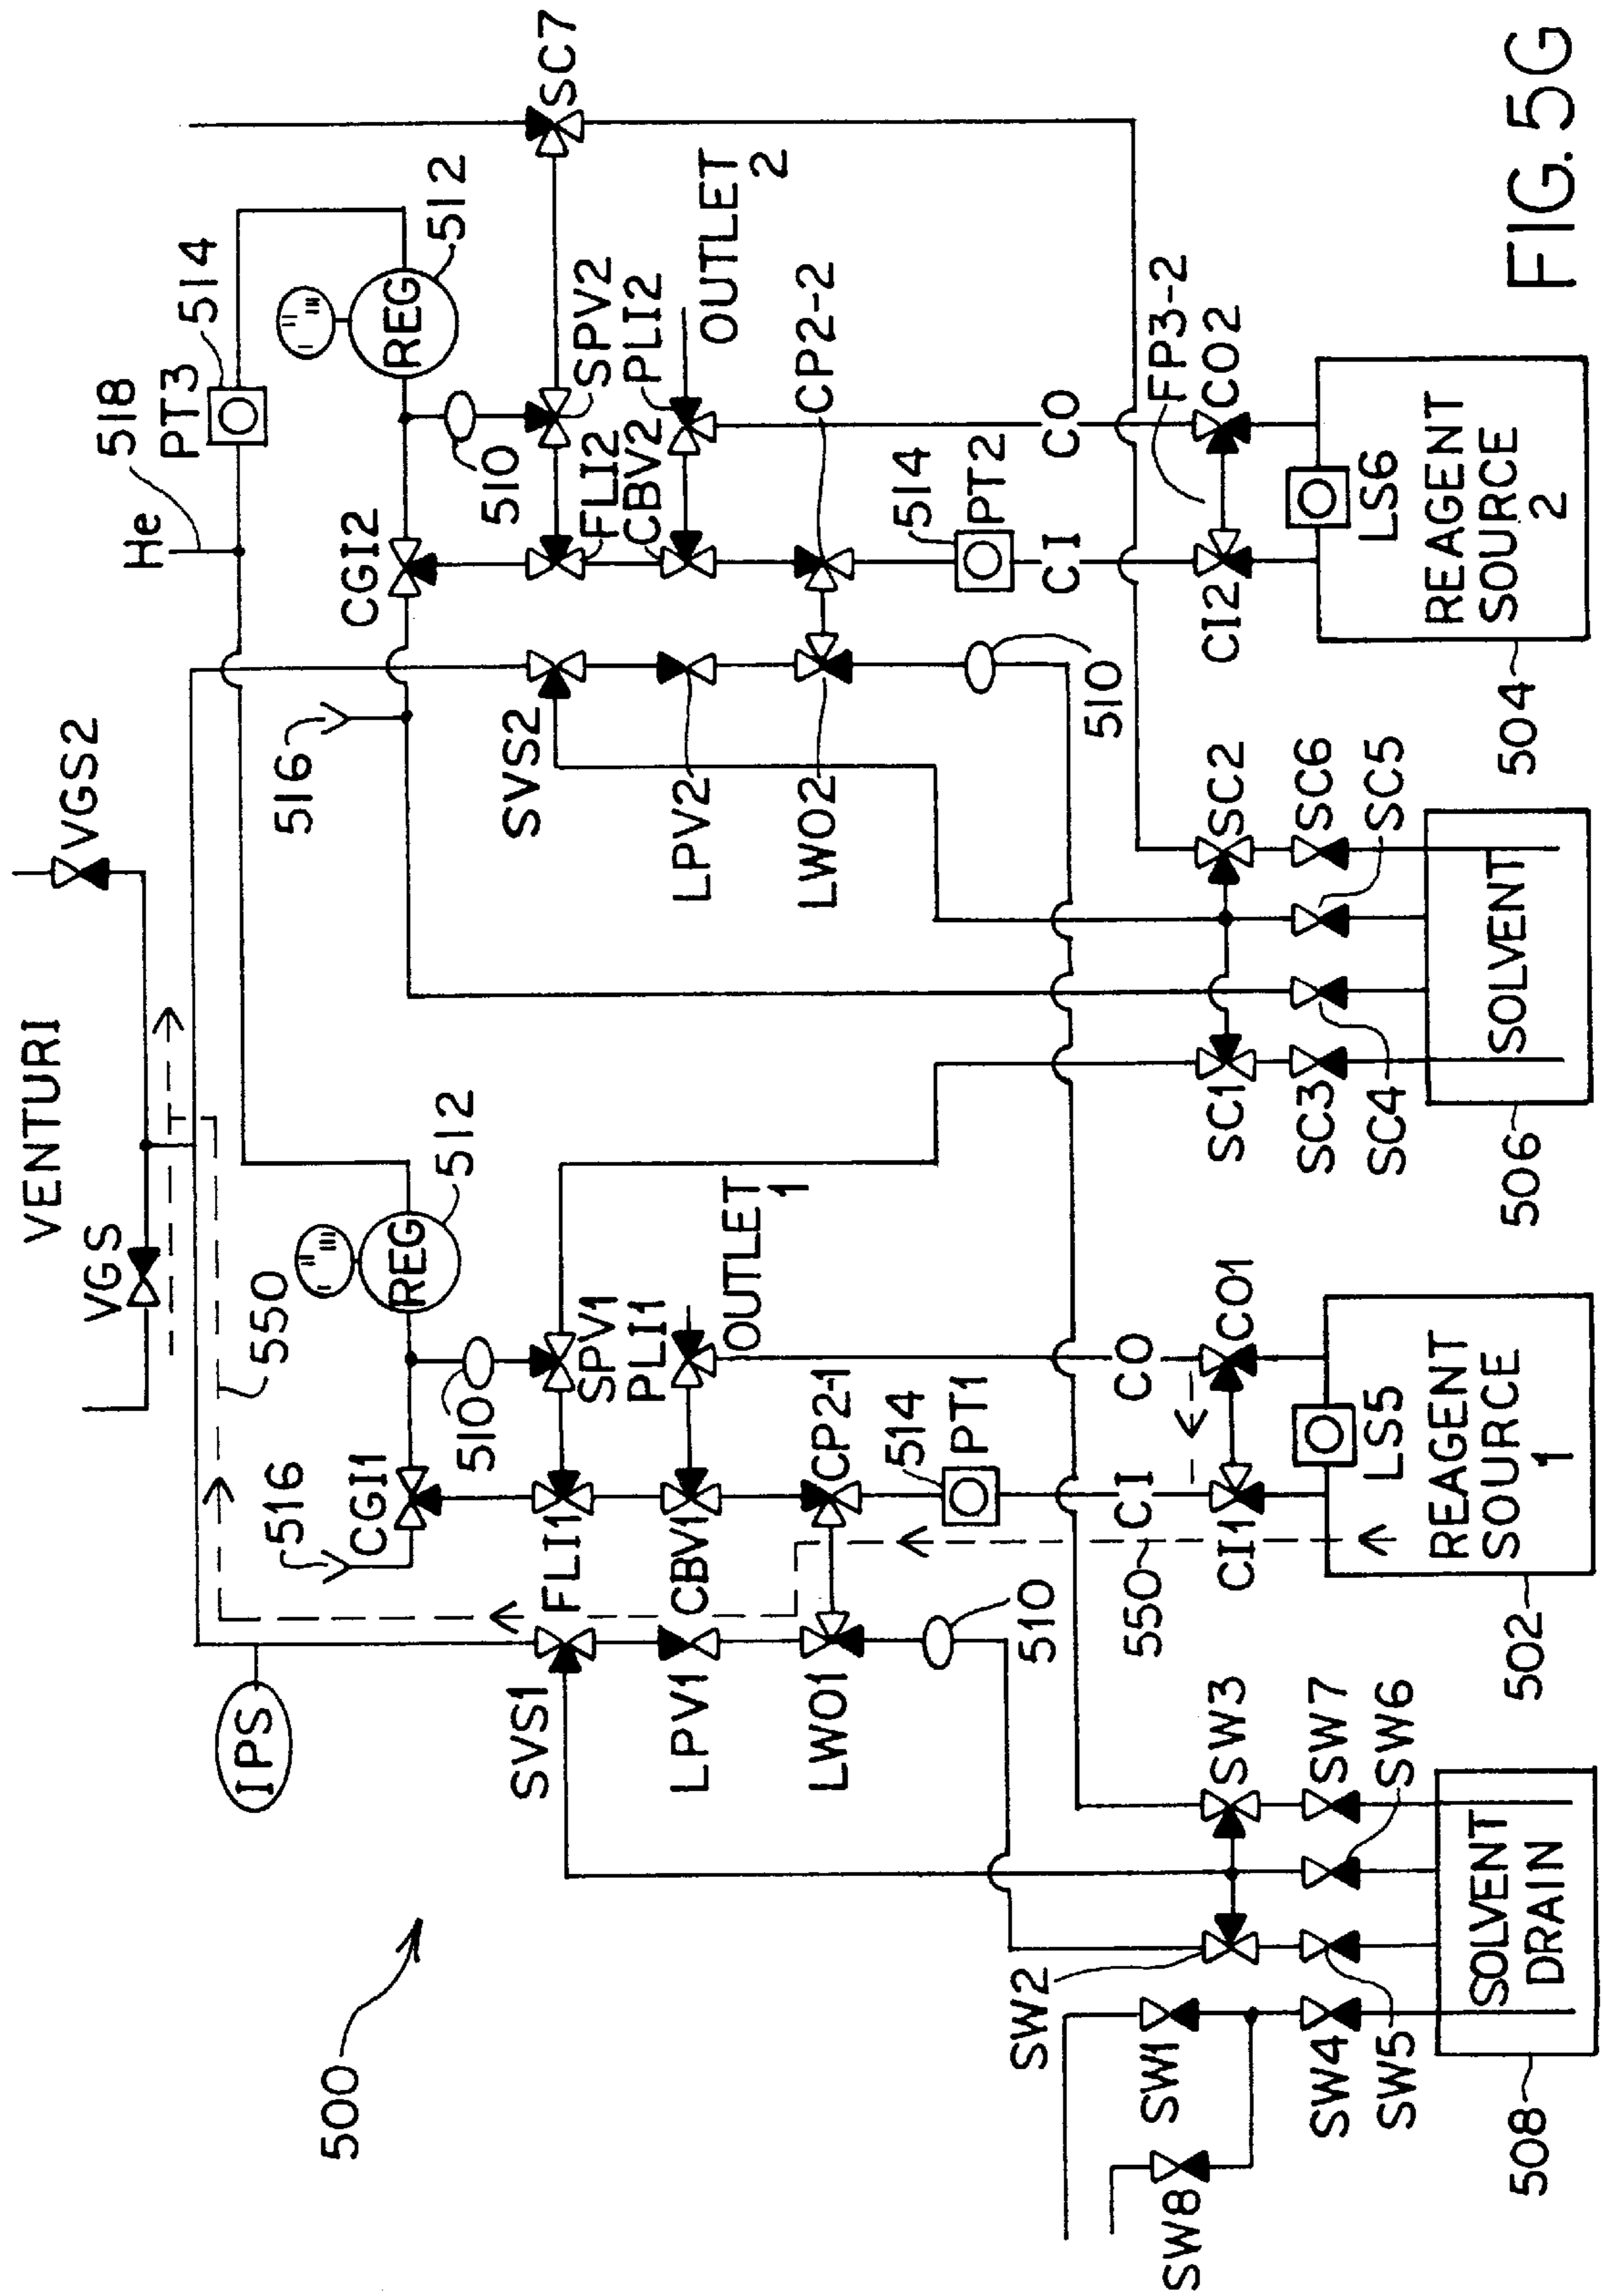 VENTURI
VGS
VGS2
He
518
PT3
514
550
516
CGI1
REG
512
510
IPS
516
CGI2
REG
512
510
SC7
500
SVS1
FLI1
SPV1
PLI1
OUTLET
1
SVS2
FLI2
CBV2
SPV2
PLI2
OUTLET
2
LPV1
CBV1
LPV2
LWO1
CP2-1
LWO2
CP2-2
510
514
PT1
510
514
PT2
550
CI
CO
CI
CO
FP3-2
SW8
SW1
SW2
SW3
CI1
CO1
SC1
SC2
CI2
CO2
SW4
SW5
SW7
SW6
LS5
SC3
SC4
SC6
SC5
LS6
SOLVENT
DRAIN
REAGENT
SOURCE
1
SOLVENT
REAGENT
SOURCE
2
508
502
506
504
FIG. 5G